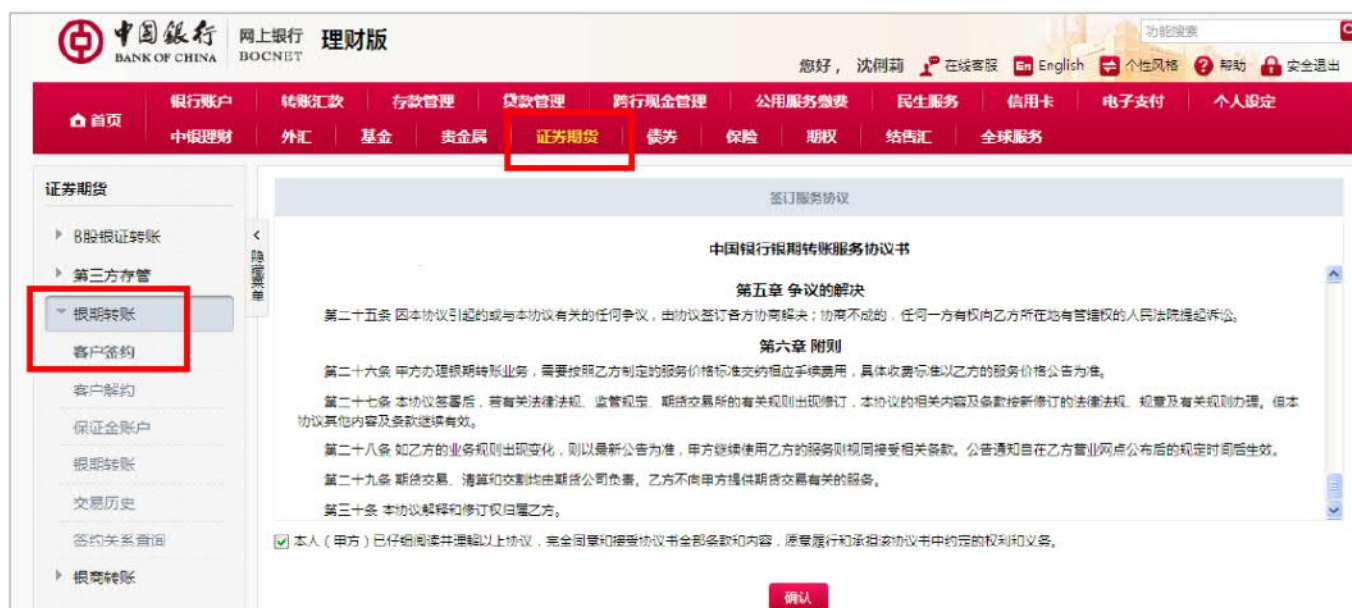 中国银行 网上银行 理财版
BANK OF CHINA BOCNET
功能搜索
您好， 沈俐莉 在线客服 En English 个性风格 帮助 安全退出
首页
银行账户 转账汇款 存款管理 贷款管理 跨行现金管理 公用服务缴费 民生服务 信用卡 电子支付 个人设定
中银理财 外汇 基金 贵金属 证券期货 债券 保险 期权 结售汇 全球服务
证券期货
B股银证转账
第三方存管
银期转账
客户签约
客户解约
保证金账户
银期转账
交易历史
签约关系查询
银商转账
隐藏菜单
签订服务协议
中国银行银期转账服务协议书
第五章 争议的解决
第二十五条 因本协议引起的或与本协议有关的任何争议，由协议签订各方协商解决；协商不成的，任何一方有权向乙方所在地有管辖权的人民法院提起诉讼。
第六章 附则
第二十六条 甲方办理银期转账业务，需要按照乙方制定的服务价格标准交纳相应手续费用，具体收费标准以乙方的服务价格公告为准。
第二十七条 本协议签署后，若有关法律法规、监管规定、期货交易所的有关规则出现修订，本协议的相关内容及条款按新修订的法律法规、规章及有关规则办理。但本
协议其他内容及条款继续有效。
第二十八条 如乙方的业务规则出现变化，则以最新公告为准，甲方继续使用乙方的服务则视同接受相关条款。公告通知自在乙方营业网点公布后的规定时间后生效。
第二十九条 期货交易、清算和交割均由期货公司负责。乙方不向甲方提供期货交易有关的服务。
第三十条 本协议解释和修订权归属乙方。
本人（甲方）已仔细阅读并理解以上协议，完全同意和接受协议书全部条款和内容，愿意履行和承担该协议书中约定的权利和义务。
确认